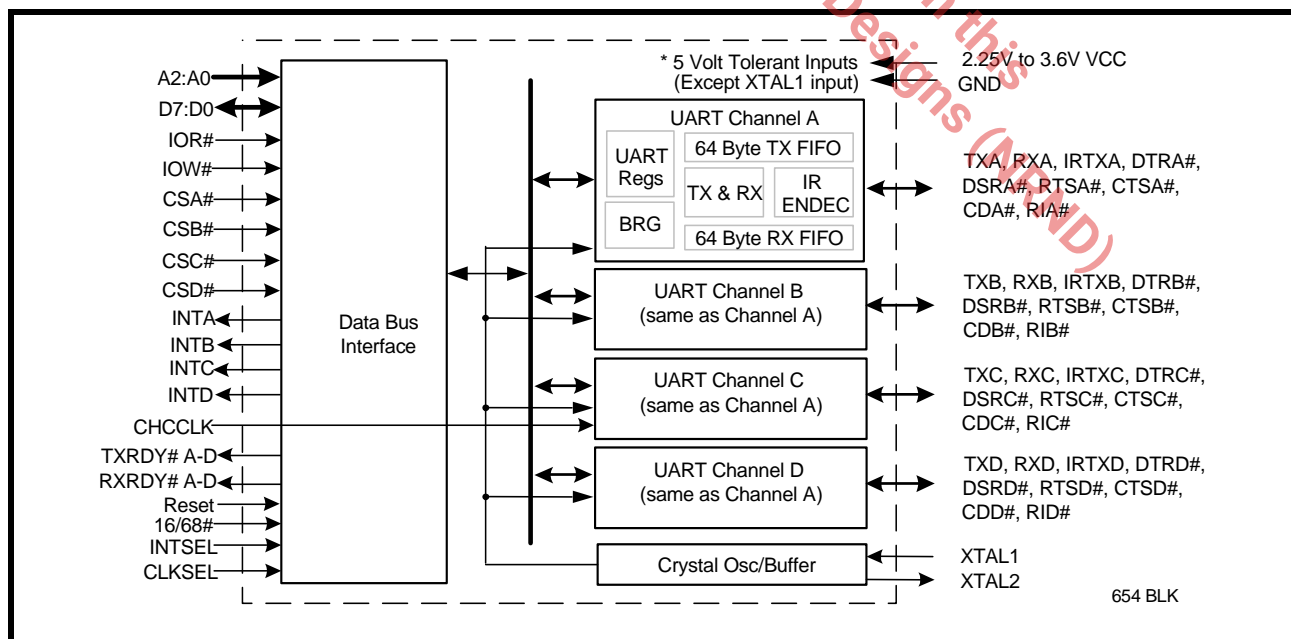 A2:A0
D7:D0
IOR#
IOW#
CSA#
CSB#
CSC#
CSD#
INTA
INTB
INTC
INTD
CHCCLK
TXRDY# A-D
RXRDY# A-D
Reset
16/68#
INTSEL
CLKSEL
Data Bus
Interface
* 5 Volt Tolerant Inputs
(Except XTAL1 input)
UART Channel A
UART
Regs
BRG
64 Byte TX FIFO
TX & RX
IR
ENDEC
64 Byte RX FIFO
UART Channel B
(same as Channel A)
UART Channel C
(same as Channel A)
UART Channel D
(same as Channel A)
Crystal Osc/Buffer
2.25V to 3.6V VCC
GND
TXA, RXA, IRTXA, DTRA#,
DSRA#, RTSA#, CTSA#,
CDA#, RIA#
TXB, RXB, IRTXB, DTRB#,
DSRB#, RTSB#, CTSB#,
CDB#, RIB#
TXC, RXC, IRTXC, DTRC#,
DSRC#, RTSC#, CTSC#,
CDC#, RIC#
TXD, RXD, IRTXD, DTRD#,
DSRD#, RTSD#, CTSD#,
CDD#, RID#
XTAL1
XTAL2
654 BLK
this
Designs (NRND)